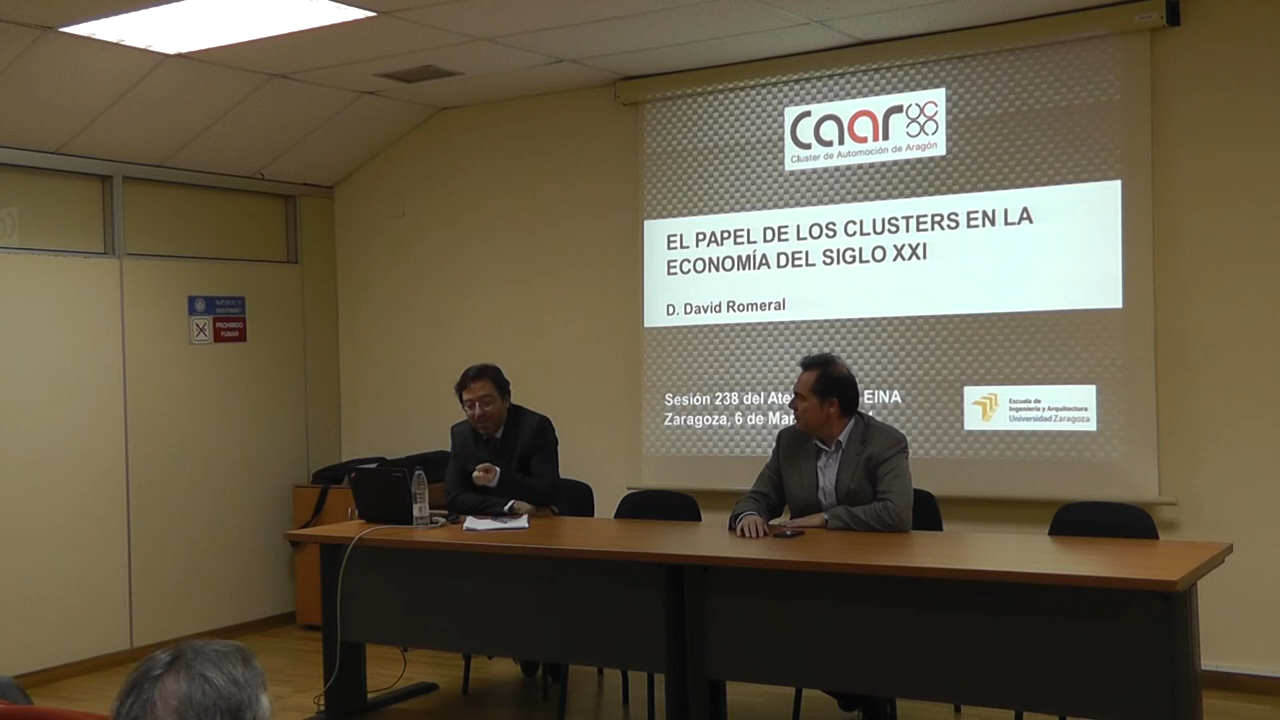 caar
Cluster de Automoción de Aragón
EL PAPEL DE LOS CLUSTERS EN LA
ECONOMÍA DEL SIGLO XXI
D. David Romeral
Sesión 238 del EINA
Zaragoza, 6 de
Escuela de
Ingeniería y Arquitectura
Universidad Zaragoza
PROHIBIDO
FUMAR